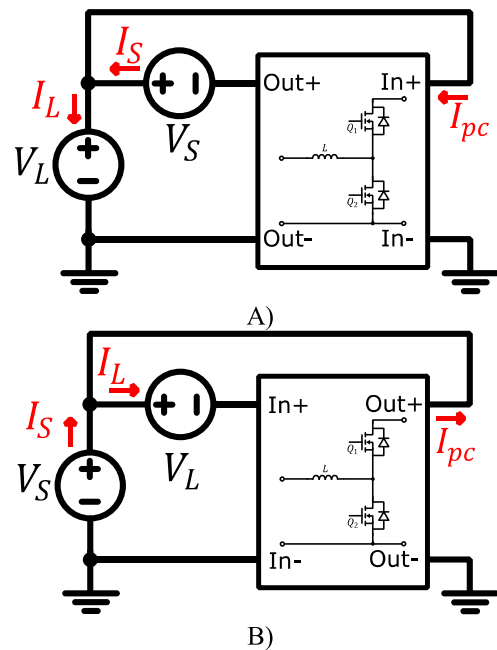 I_S
Out+ In+
I_L
I_pc
V_S
Q_1
V_L
L
Q_2
Out- In-
A)
I_L
In+ Out+
I_S
I_pc
V_L
Q_1
V_S
L
Q_2
In- Out-
B)